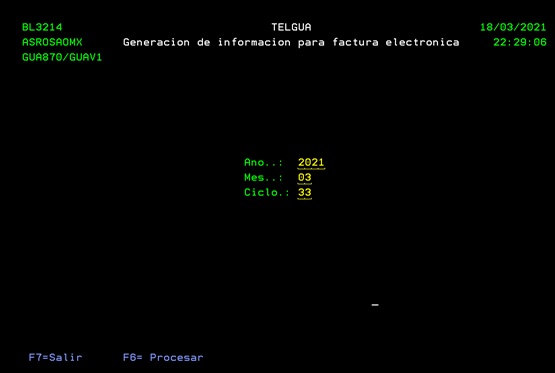 BL3214 TELGUA 18/03/2021
ASROSAOMX Generacion de informacion para factura electronica 22:29:06
GUA870/GUAV1
Ano..: 2021
Mes..: 03
Ciclo.: 33
F7=Salir F6= Procesar